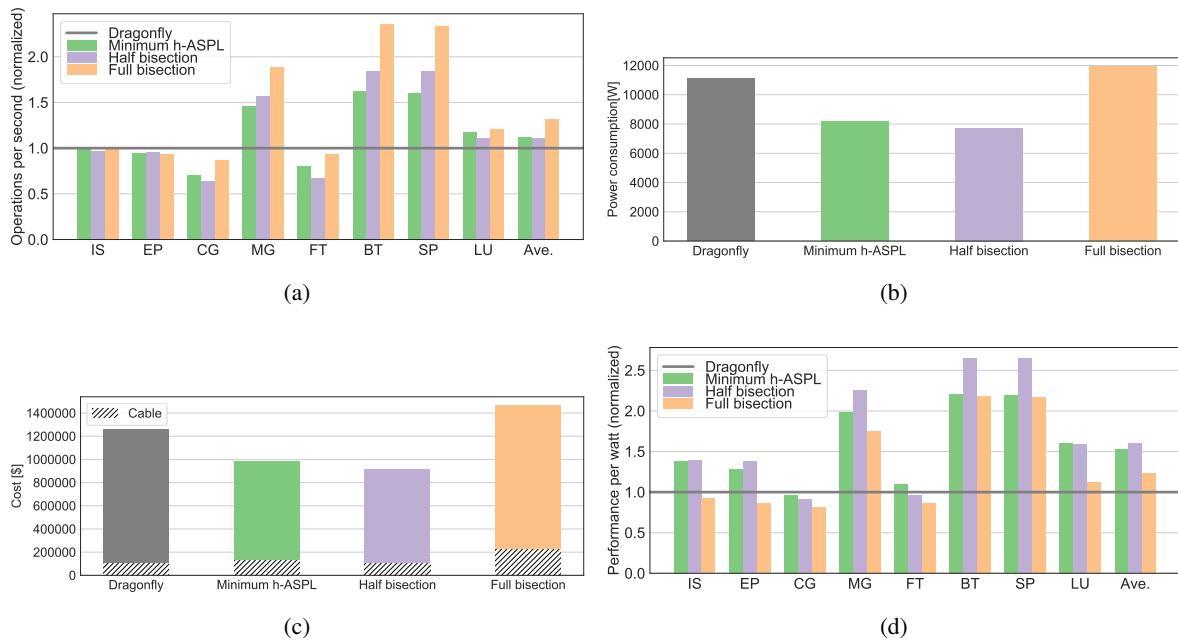 Operations per second (normalized)
2.0
1.5
1.0
0.5
0.0
Dragonfly
Minimum h-ASPL
Half bisection
Full bisection
IS EP CG MG FT BT SP LU Ave.
(a)
Power consumption[W]
12000
10000
8000
6000
4000
2000
0
Dragonfly Minimum h-ASPL Half bisection Full bisection
(b)
Cost [$]
1400000
1200000
1000000
800000
600000
400000
200000
0
Cable
Dragonfly Minimum h-ASPL Half bisection Full bisection
(c)
Performance per watt (normalized)
2.5
2.0
1.5
1.0
0.5
0.0
Dragonfly
Minimum h-ASPL
Half bisection
Full bisection
IS EP CG MG FT BT SP LU Ave.
(d)